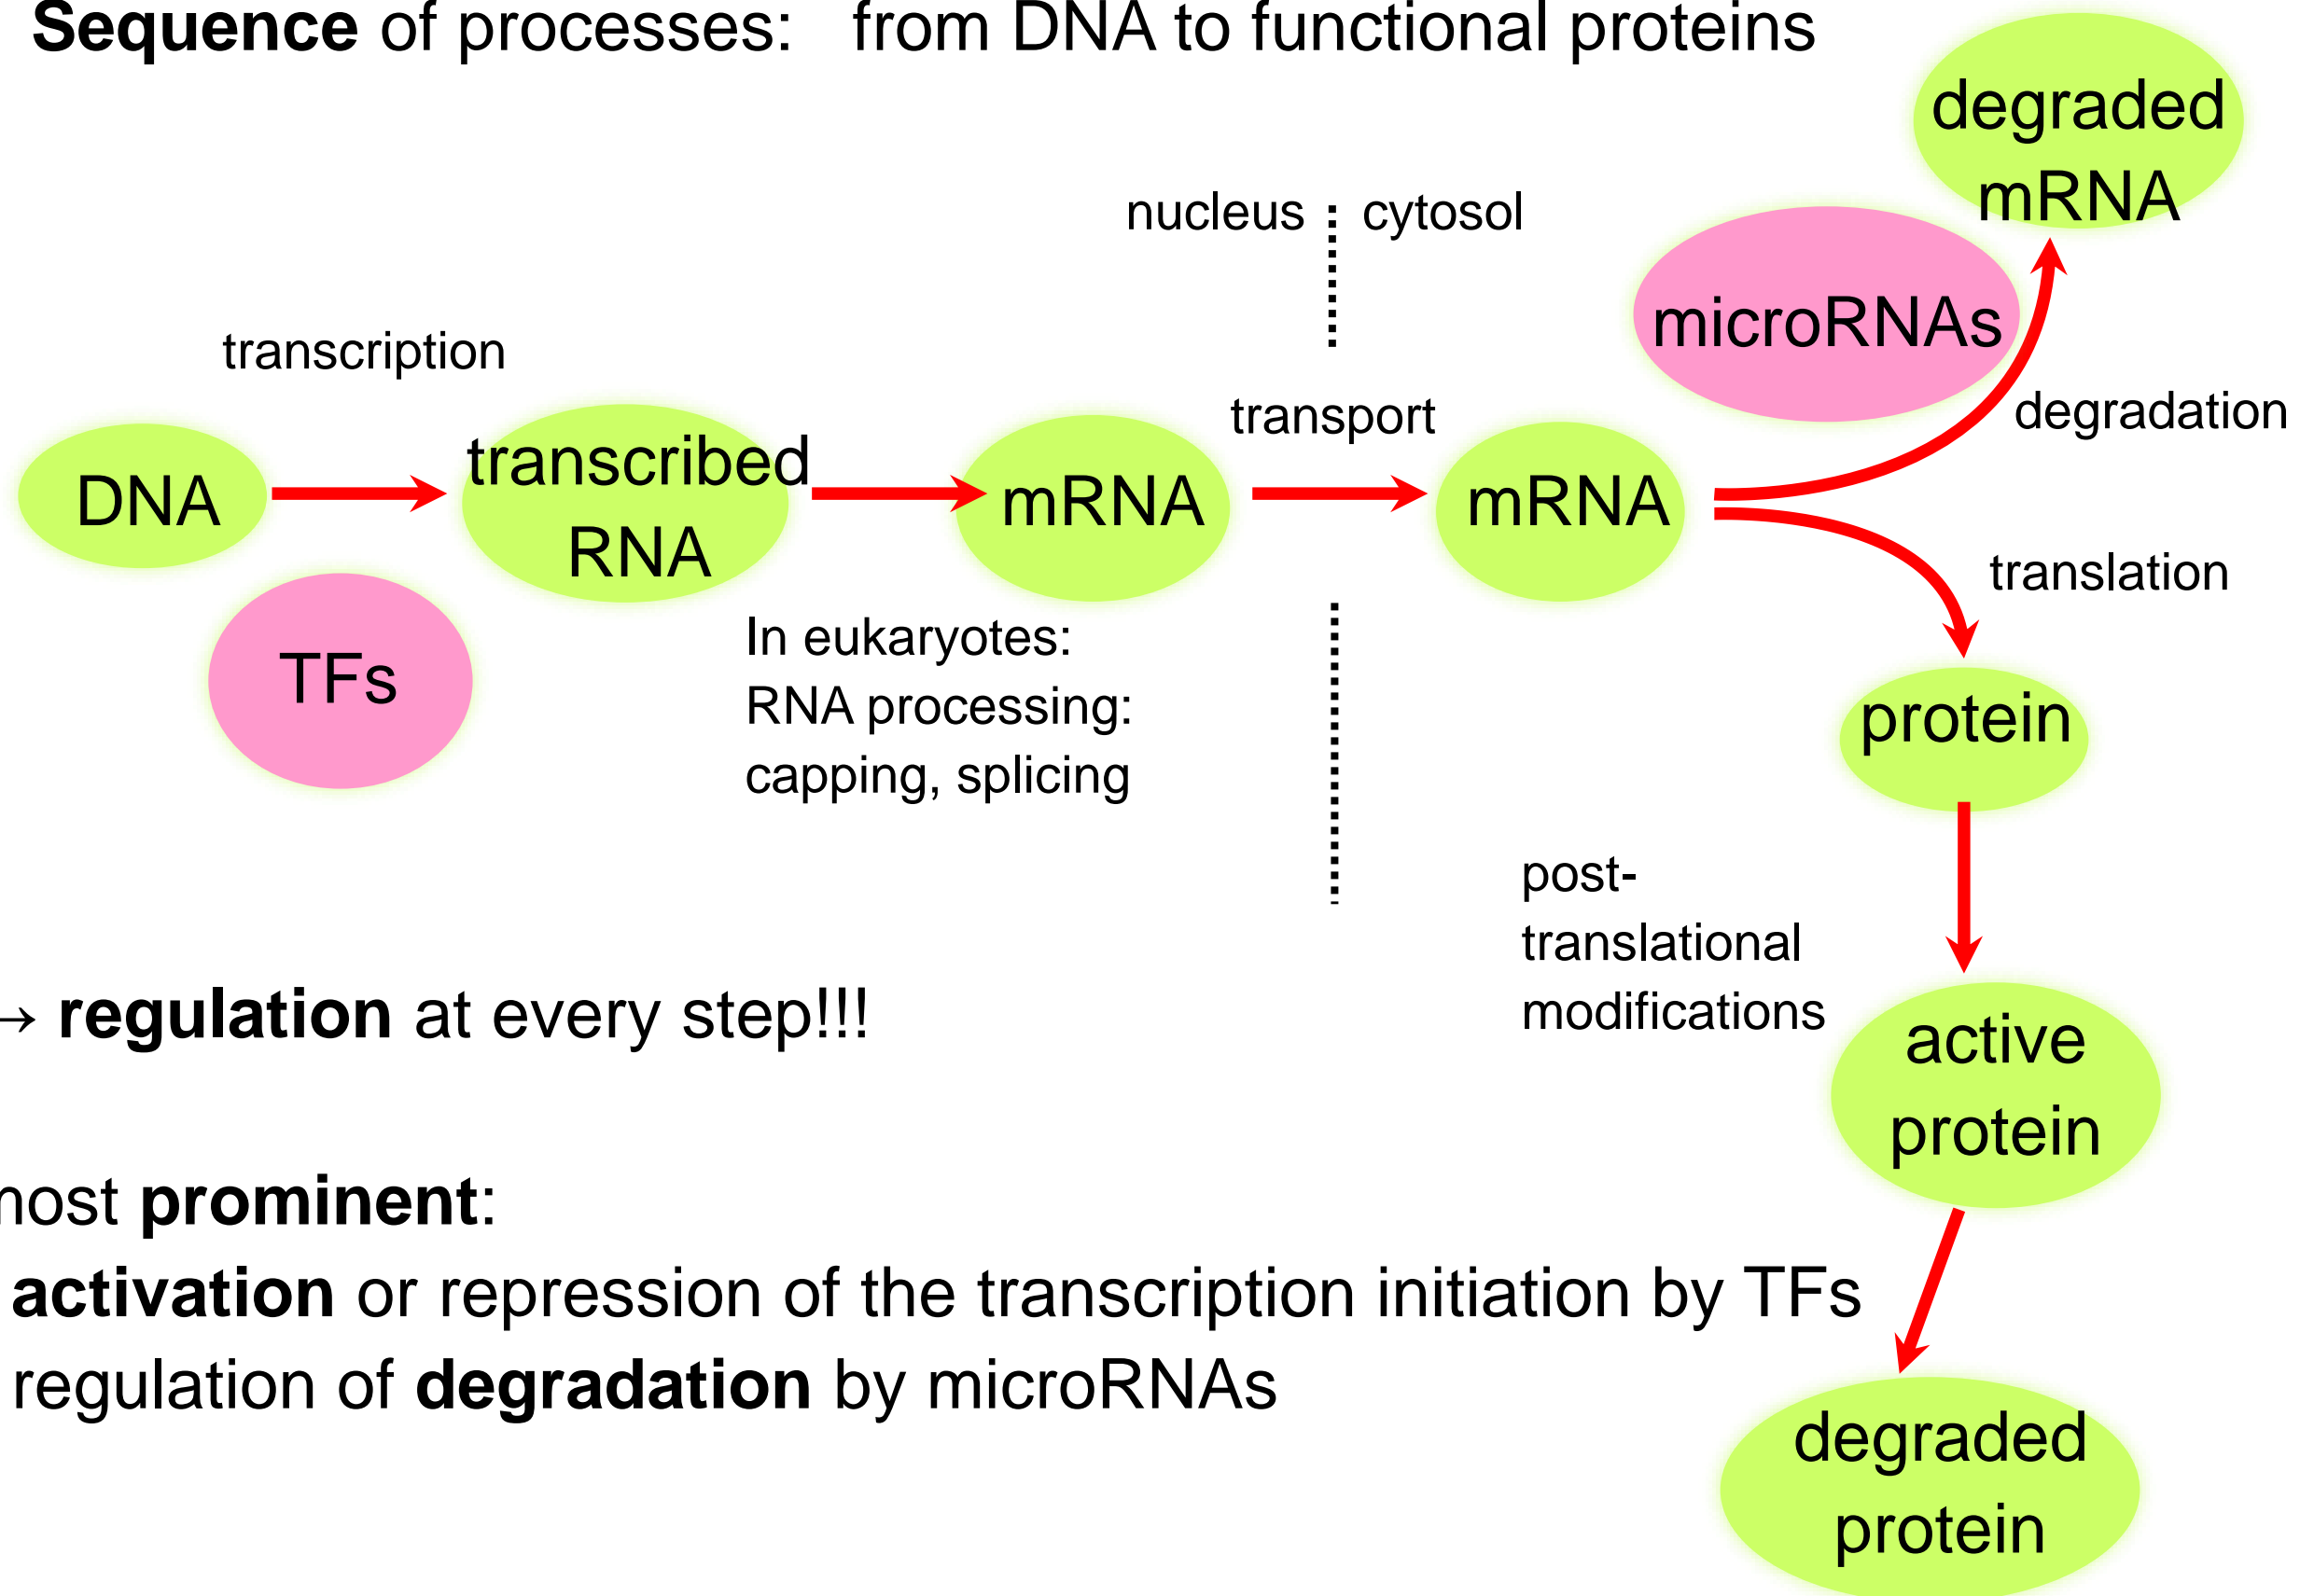 Sequence of processes: from DNA to functional proteins
degraded
mRNA
nucleus
cytosol
microRNAs
transcription
transport
degradation
DNA
transcribed
RNA
mRNA
mRNA
translation
TFs
In eukaryotes:
RNA processing:
capping, splicing
protein
post-
translational
modifications
→ regulation at every step!!!
active
protein
most prominent:
activation or repression of the transcription initiation by TFs
regulation of degradation by microRNAs
degraded
protein